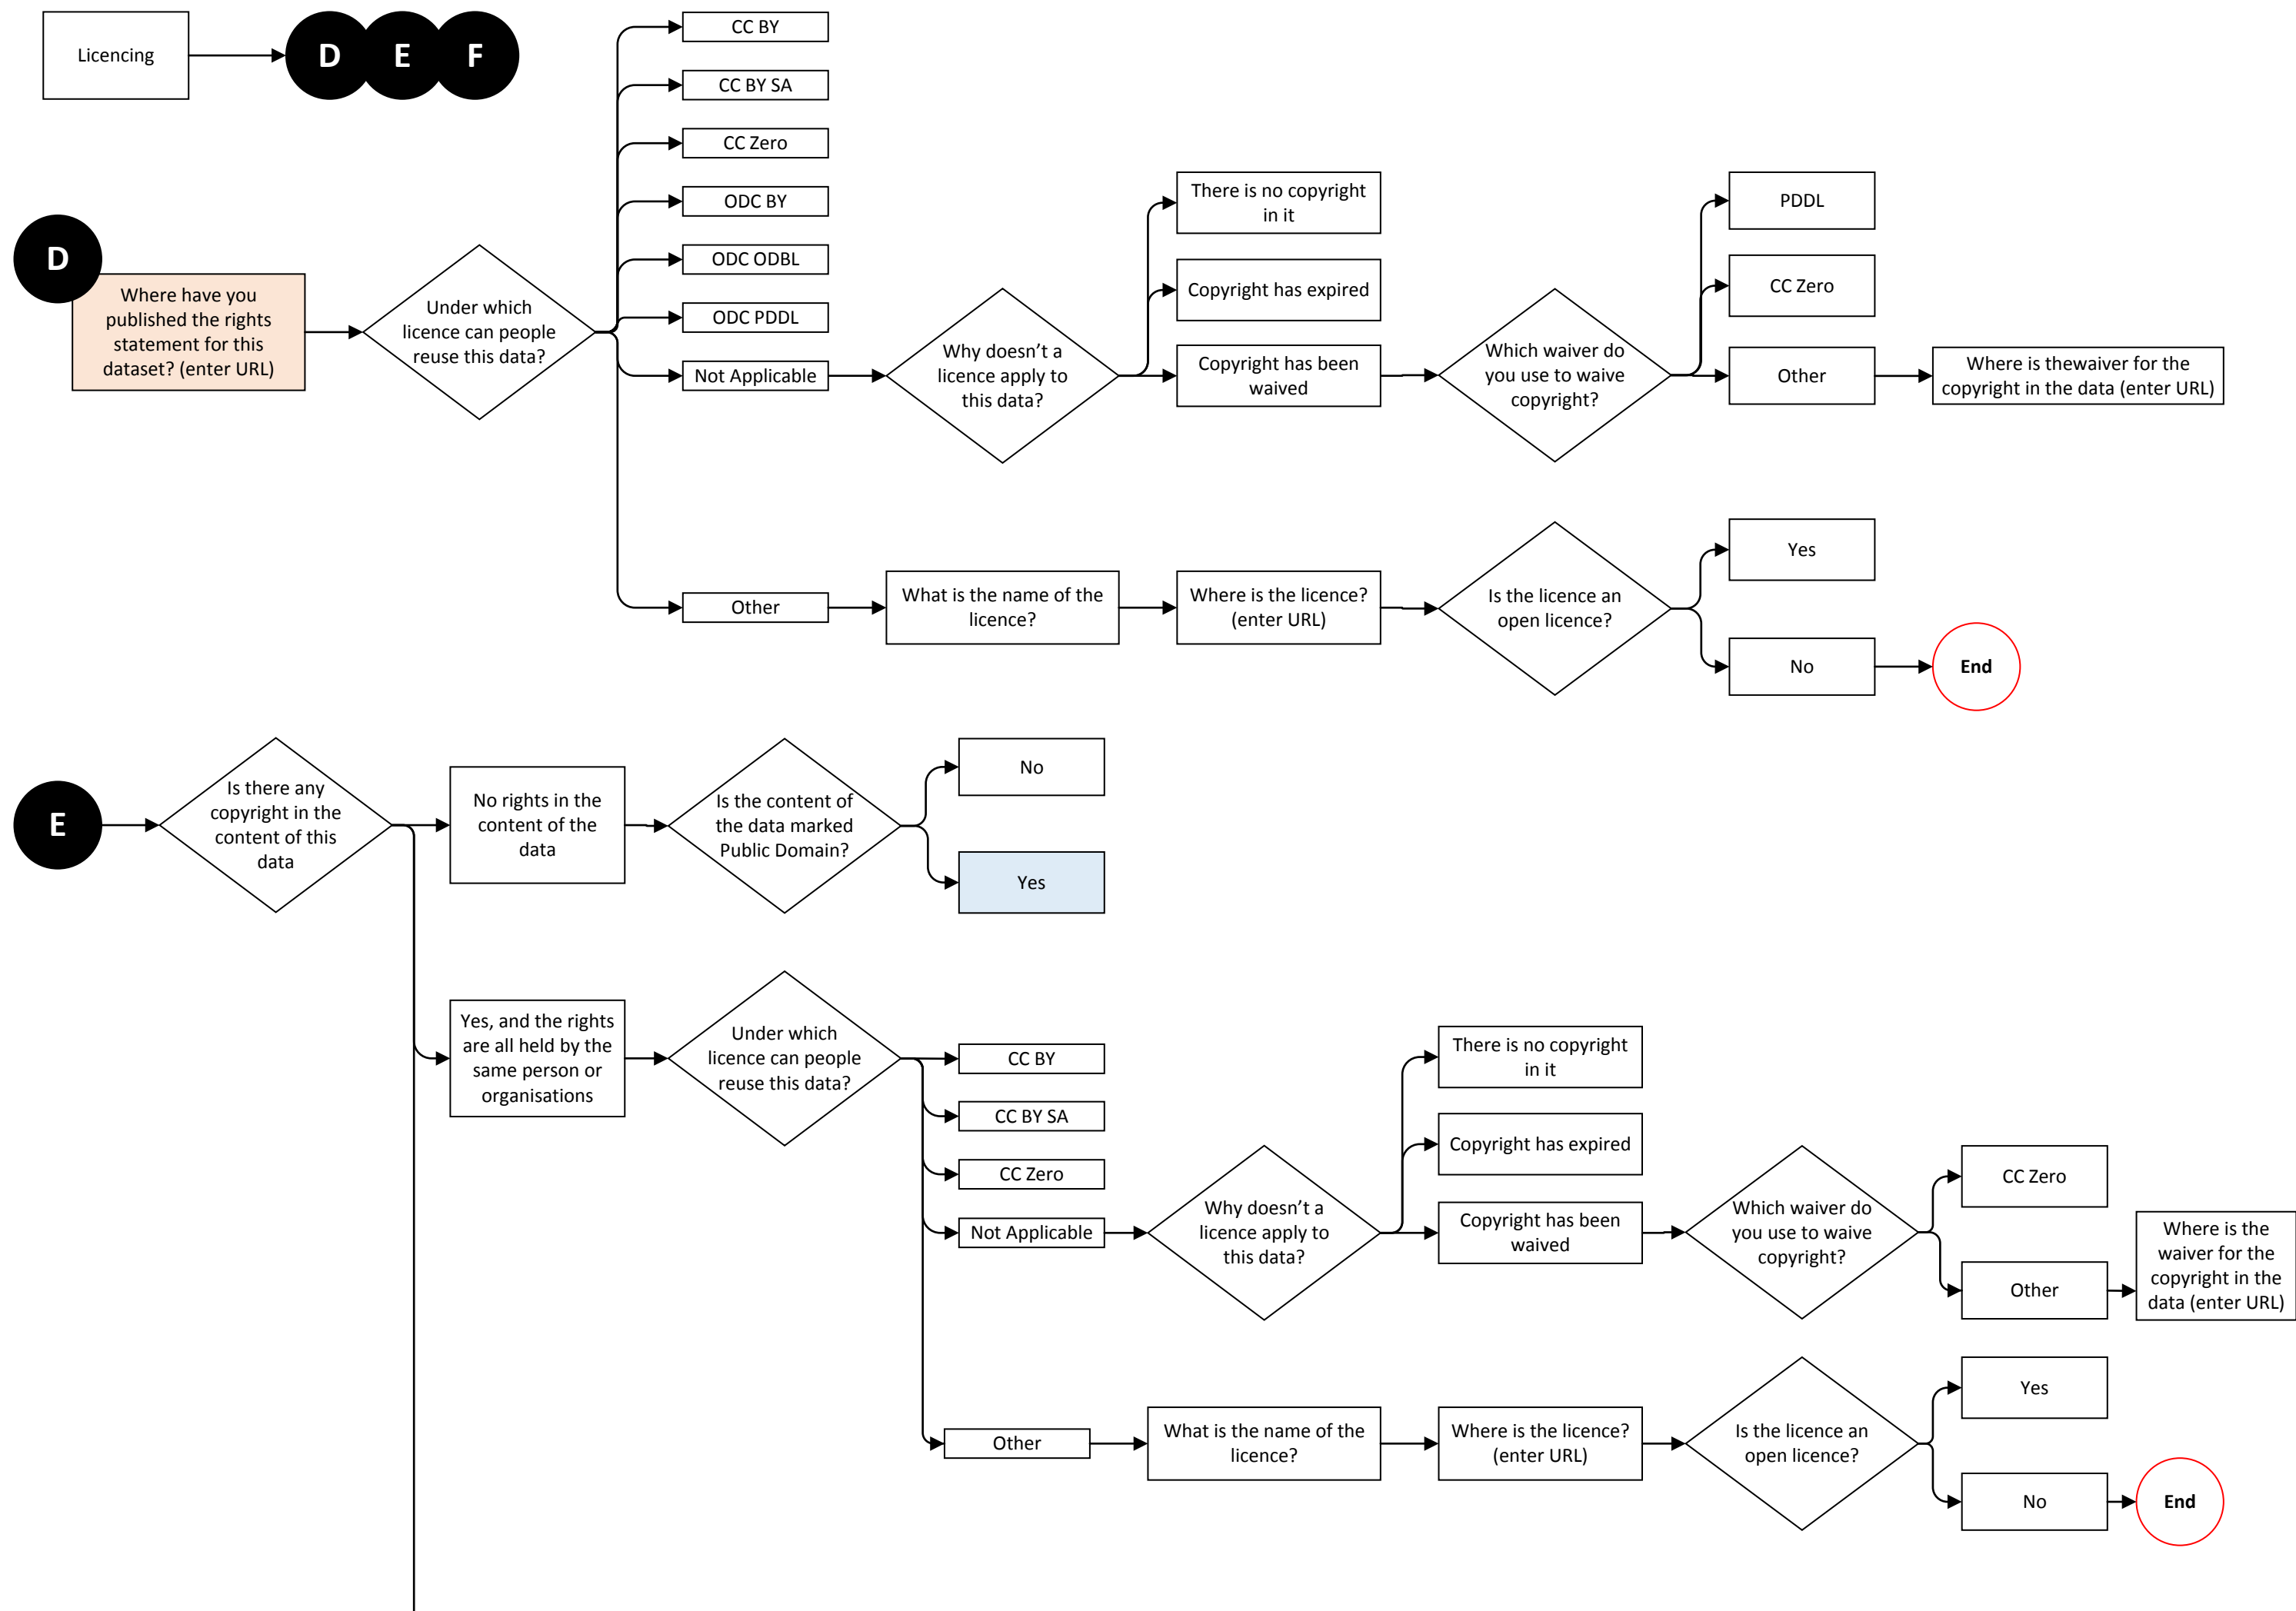 Licencing
D
E
F
CC BY
CC BY SA
CC Zero
ODC BY
ODC ODBL
ODC PDDL
Not Applicable
Other
D
Where have you
published the rights
statement for this
dataset? (enter URL)
Under which
licence can people
reuse this data?
Why doesn’t a
licence apply to
this data?
There is no copyright
in it
Copyright has expired
Copyright has been
waived
Which waiver do
you use to waive
copyright?
PDDL
CC Zero
Other
Where is thewaiver for the
copyright in the data (enter URL)
What is the name of the
licence?
Where is the licence?
(enter URL)
Is the licence an
open licence?
Yes
No
End
E
Is there any
copyright in the
content of this
data
No rights in the
content of the
data
Is the content of
the data marked
Public Domain?
No
Yes
Yes, and the rights
are all held by the
same person or
organisations
Under which
licence can people
reuse this data?
CC BY
CC BY SA
CC Zero
Not Applicable
Other
Why doesn’t a
licence apply to
this data?
There is no copyright
in it
Copyright has expired
Copyright has been
waived
Which waiver do
you use to waive
copyright?
CC Zero
Other
Where is the
waiver for the
copyright in the
data (enter URL)
What is the name of the
licence?
Where is the licence?
(enter URL)
Is the licence an
open licence?
Yes
No
End